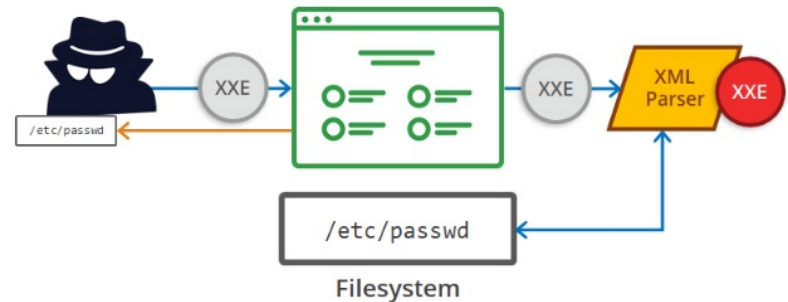 XXE
XXE
XML
Parser
XXE
/etc/passwd
/etc/passwd
Filesystem